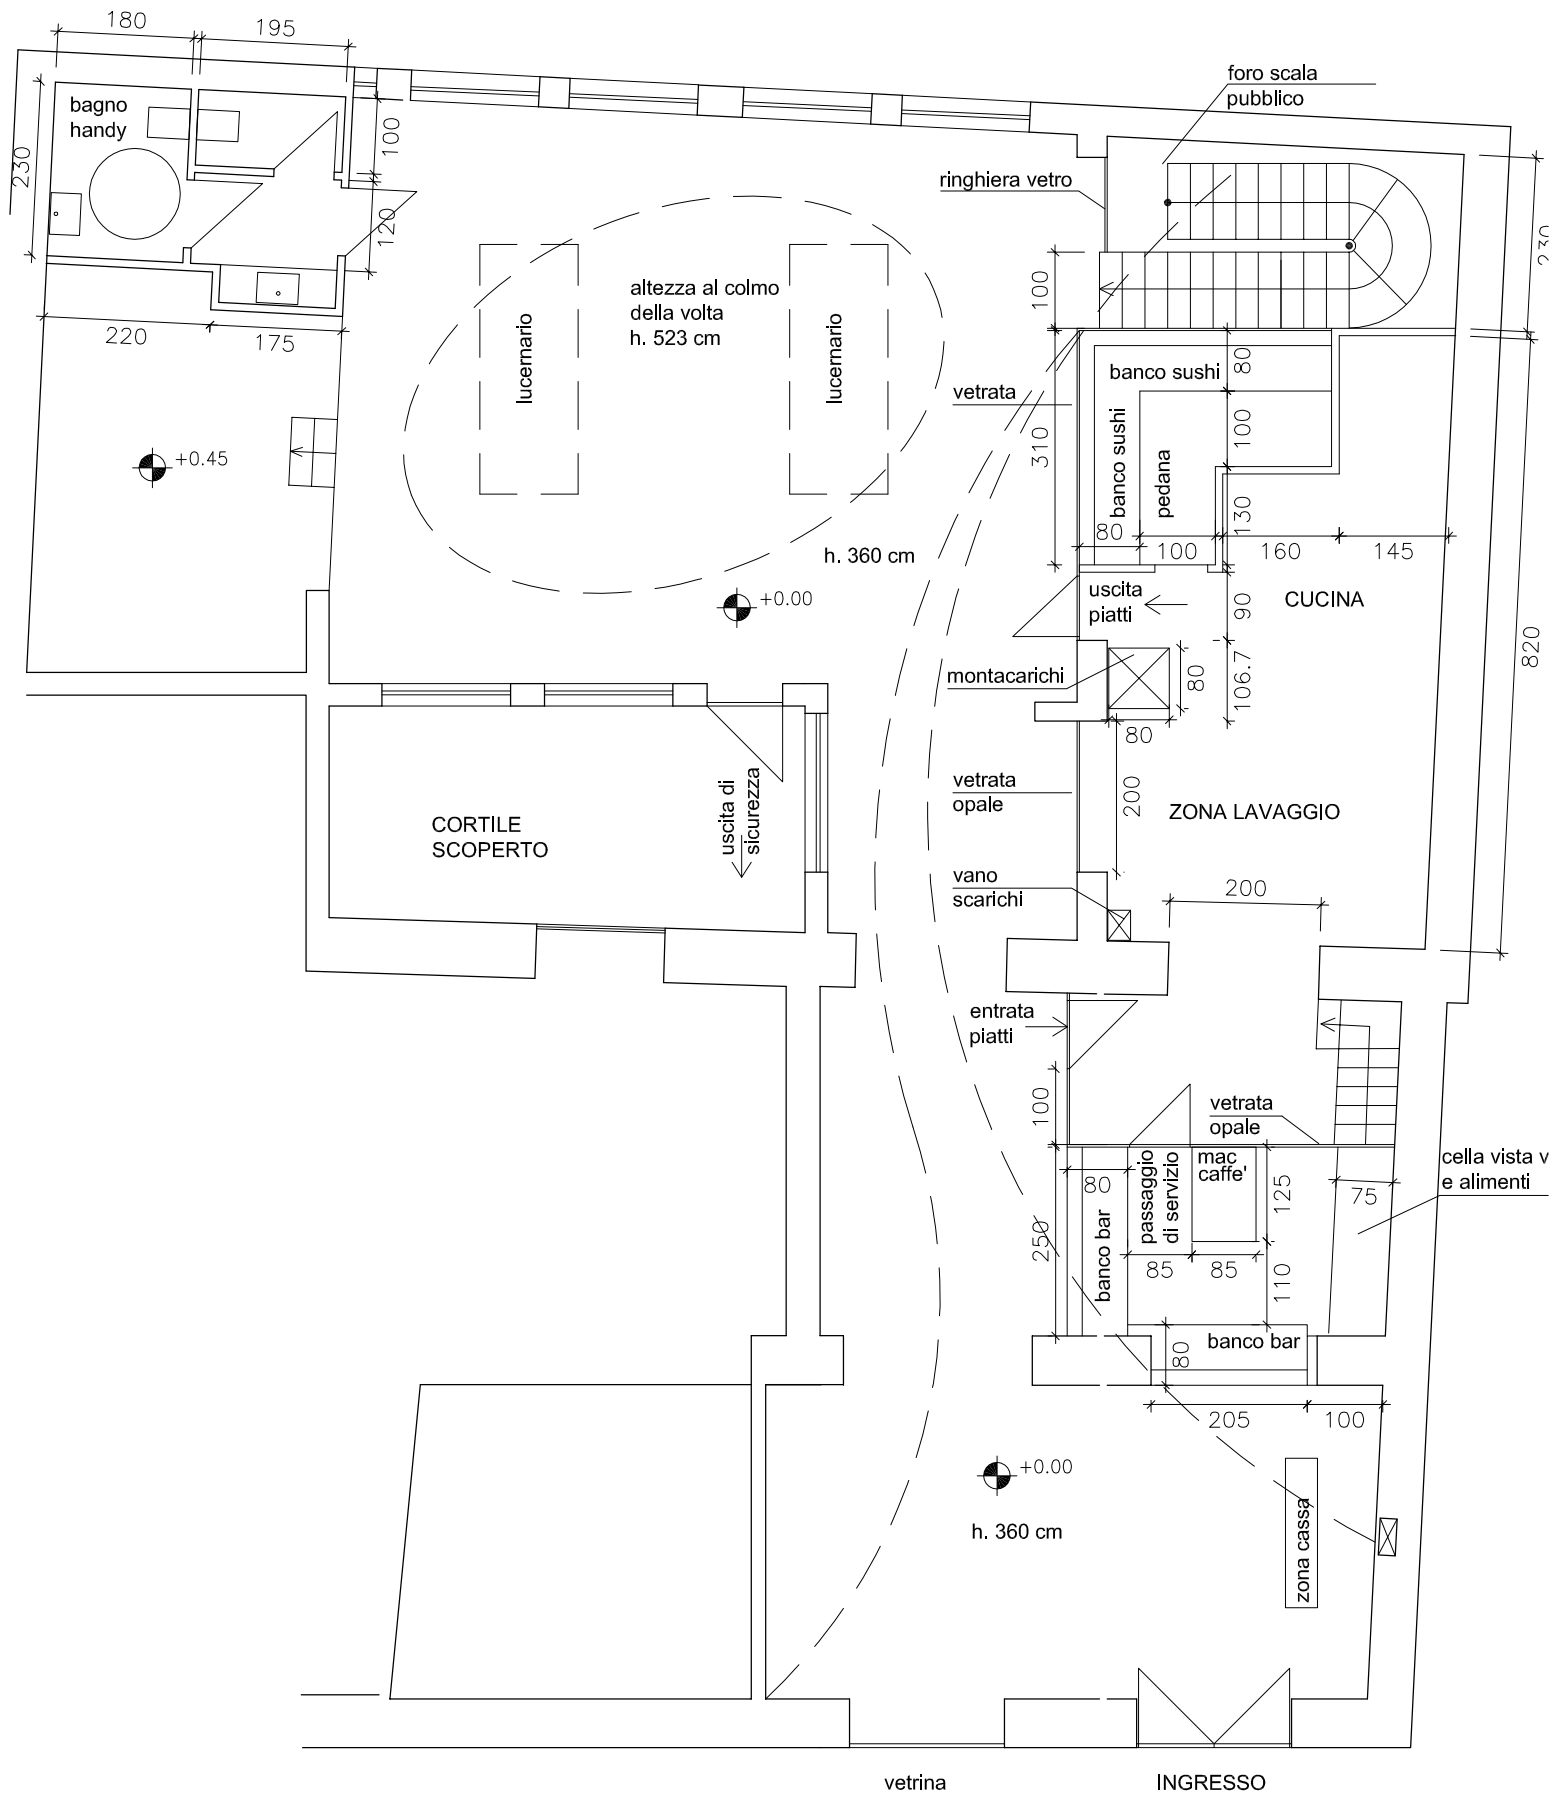 180
195
bagno
handy
230
100
120
220
175
foro scala
pubblico
ringhiera vetro
230
100
altezza al colmo
della volta
h. 523 cm
lucernario
lucernario
vetrata
banco sushi
80
banco sushi
pedana
100
310
130
80
100
160
145
+0.45
h. 360 cm
+0.00
uscita
piatti
90
CUCINA
820
montacarichi
80
106.7
80
vetrata
opale
200
ZONA LAVAGGIO
CORTILE
SCOPERTO
uscita di
sicurezza
vano
scarichi
200
entrata
piatti
100
vetrata
opale
cella vista v
e alimenti
80
passaggio
di servizio
mac
caffe'
125
75
250
banco bar
85
85
110
banco bar
80
205
100
+0.00
h. 360 cm
zona cassa
vetrina
INGRESSO